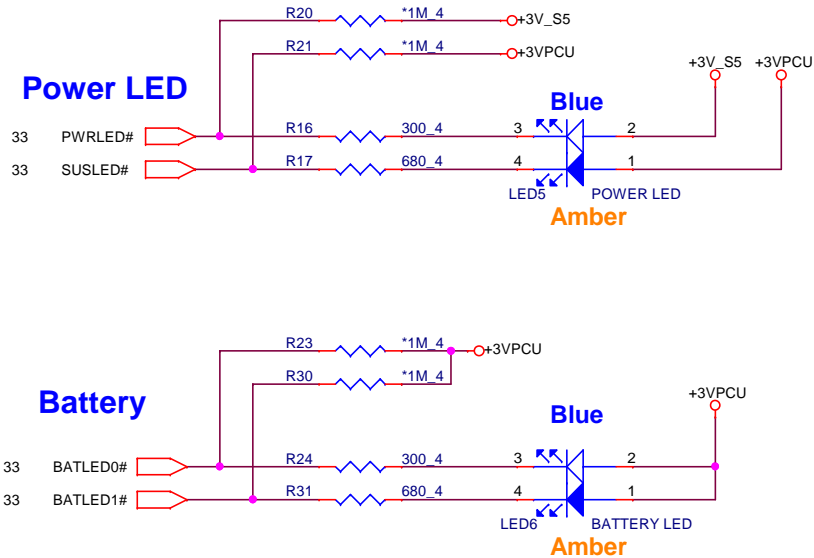 R20 *1M_4 +3V_S5
R21 *1M_4 +3VPCU
+3V_S5 +3VPCU
Power LED
Blue
33 PWRLED# R16 300_4 3 2
33 SUSLED# R17 680_4 4 1
LED5 POWER LED
Amber
R23 *1M_4 +3VPCU
R30 *1M_4
+3VPCU
Battery
Blue
33 BATLED0# R24 300_4 3 2
33 BATLED1# R31 680_4 4 1
LED6 BATTERY LED
Amber